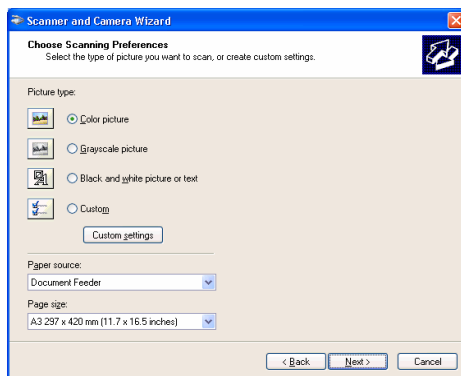 Scanner and Camera Wizard
Choose Scanning Preferences
Select the type of picture you want to scan, or create custom settings.
Picture type:
Color picture
Grayscale picture
Black and white picture or text
Custom
Custom settings
Paper source:
Document Feeder
Page size:
A3 297 x 420 mm (11.7 x 16.5 inches)
< Back Next > Cancel